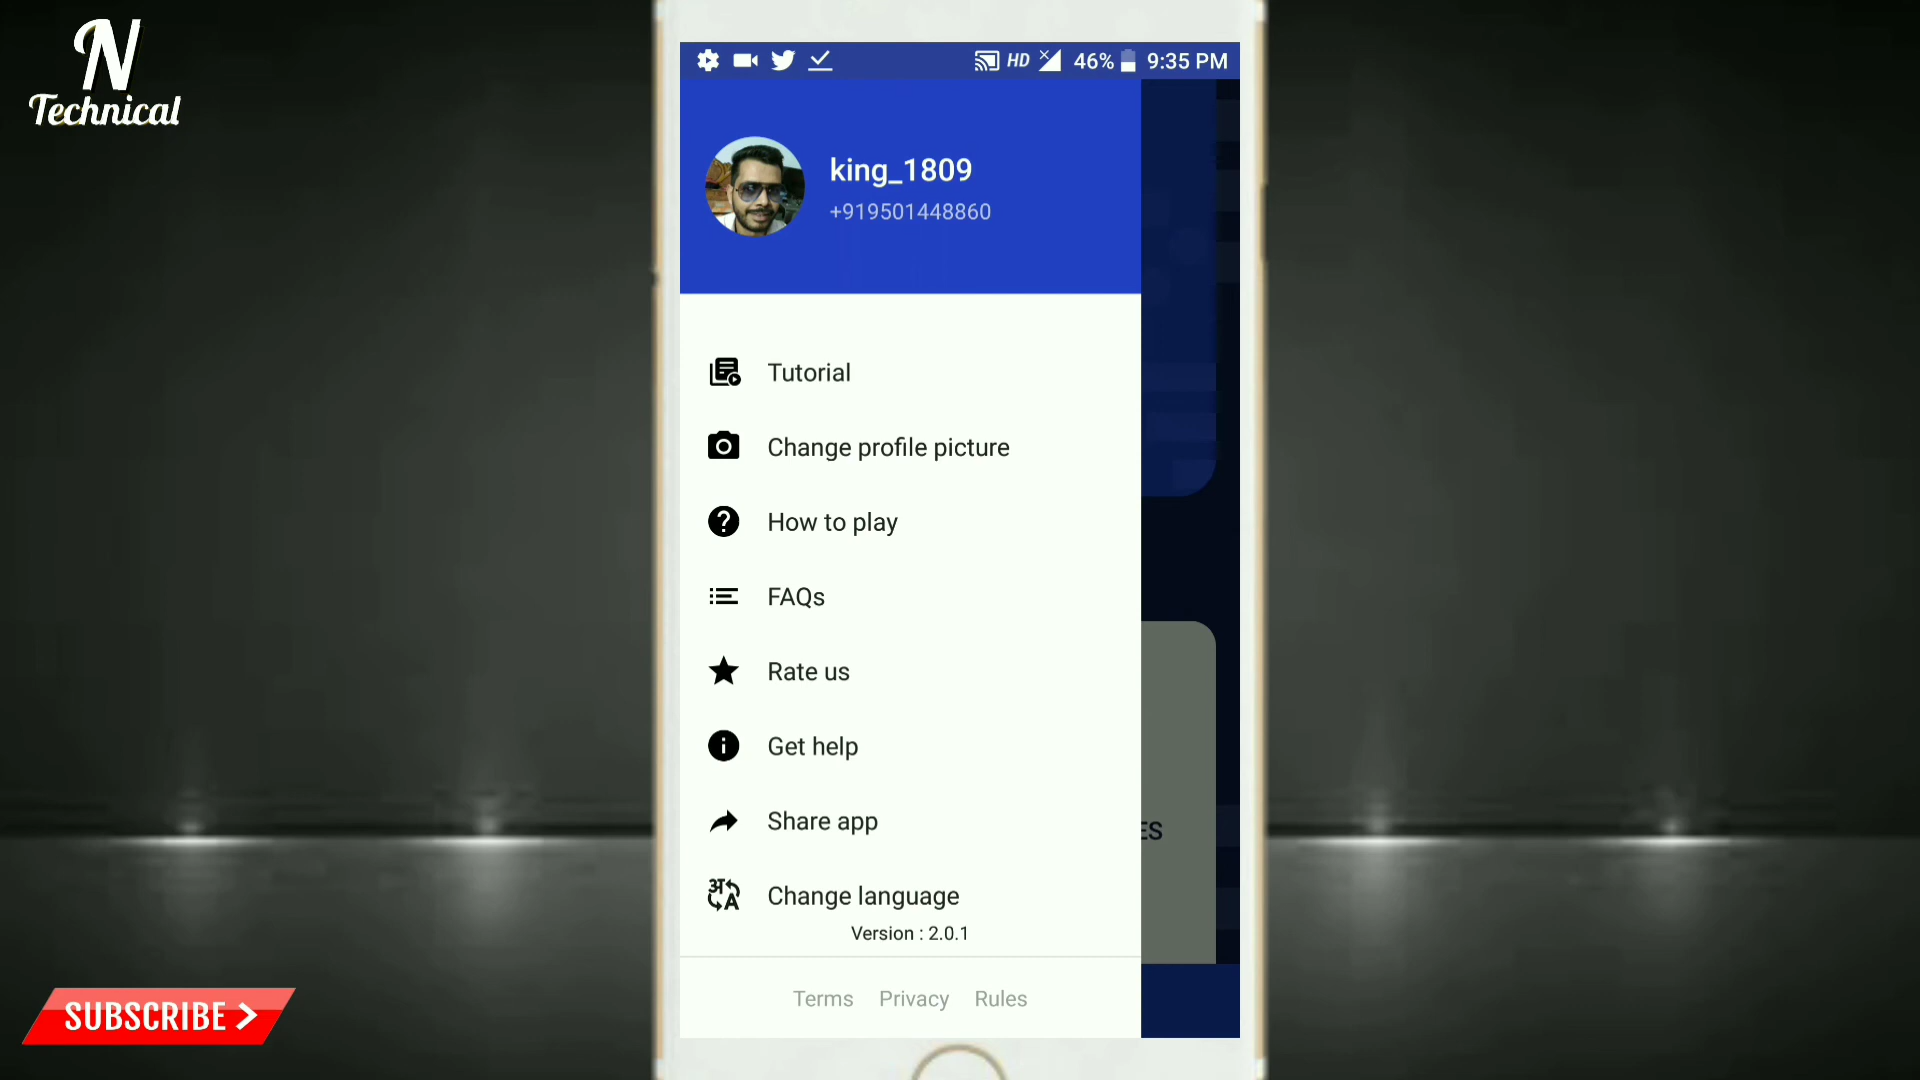 N
Technical
HD 46% 9:35 PM
king_1809
+919501448860
Tutorial
Change profile picture
How to play
FAQs
Rate us
Get help
Share app
ES
अ A
Change language
Version : 2.0.1
Terms Privacy Rules
SUBSCRIBE >